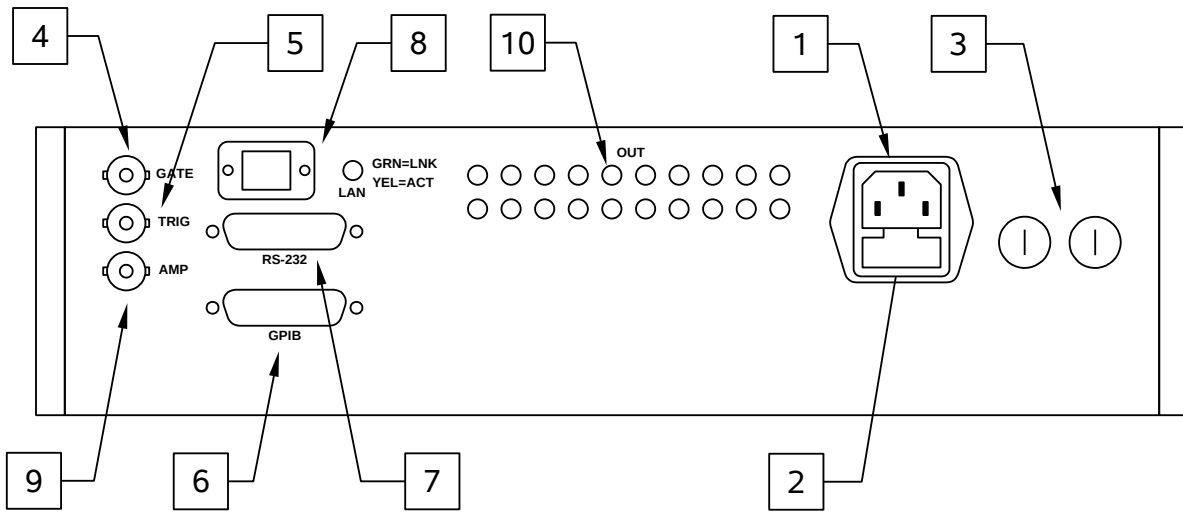 4
5
8
10
1
3
OUT
GATE
GRN=LNK
YEL=ACT
LAN
TRIG
RS-232
AMP
GPIB
9
6
7
2